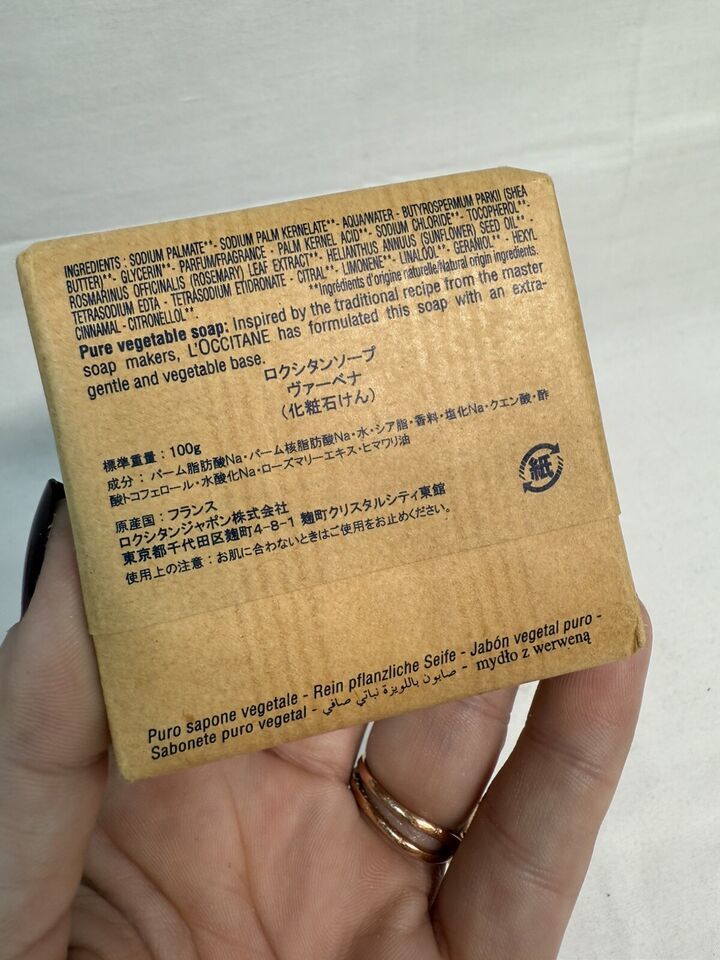 INGREDIENTS : SODIUM PALMATE** - SODIUM PALM KERNELATE** - AQUA/WATER - BUTYROSPERMUM PARKII (SHEA
BUTTER)** - GLYCERIN** - PARFUM/FRAGRANCE - PALM KERNEL ACID** - SODIUM CHLORIDE** - TOCOPHEROL** -
ROSMARINUS OFFICINALIS (ROSEMARY) LEAF EXTRACT** - HELIANTHUS ANNUUS (SUNFLOWER) SEED OIL** -
TETRASODIUM EDTA - TETRASODIUM ETIDRONATE - CITRAL** - LIMONENE** - LINALOOL** - GERANIOL** - HEXYL
CINNAMAL - CITRONELLOL** . **Ingrédients d'origine naturelle/Natural origin ingredients.
Pure vegetable soap: Inspired by the traditional recipe from the master
soap makers, L'OCCITANE has formulated this soap with an extra-
gentle and vegetable base.
ロクシタンソープ
ヴァーベナ
（化粧石けん）
標準重量：100g
成分：パーム脂肪酸Na・パーム核脂肪酸Na・水・シア脂・香料・塩化Na・クエン酸・酢
酸トコフェロール・水酸化Na・ローズマリーエキス・ヒマワリ油
原産国：フランス
ロクシタンジャポン株式会社
東京都千代田区麹町4-8-1 麹町クリスタルシティ東館
使用上の注意：お肌に合わないときはご使用をお止めください。
紙
Puro sapone vegetale - Rein pflanzliche Seife - Jabón vegetal puro -
Sabonete puro vegetal - صابون باللويزة نباتي صافي - mydło z werweną